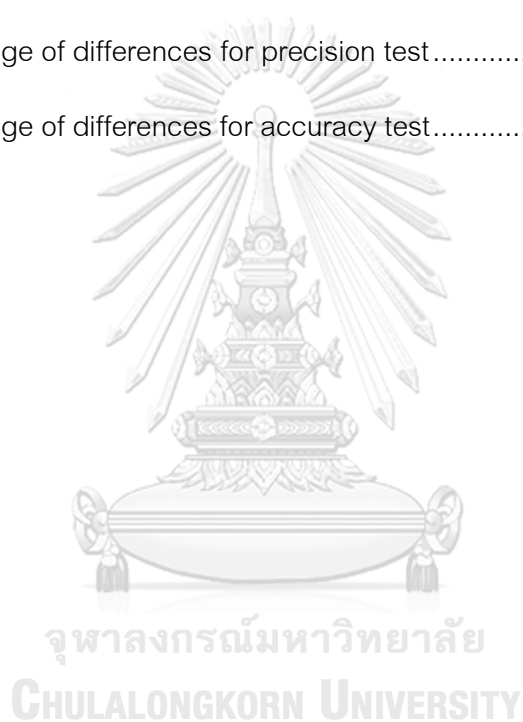 ge of differences for precision test............
ge of differences for accuracy test............
จุฬาลงกรณ์มหาวิทยาลัย
CHULALONGKORN UNIVERSITY